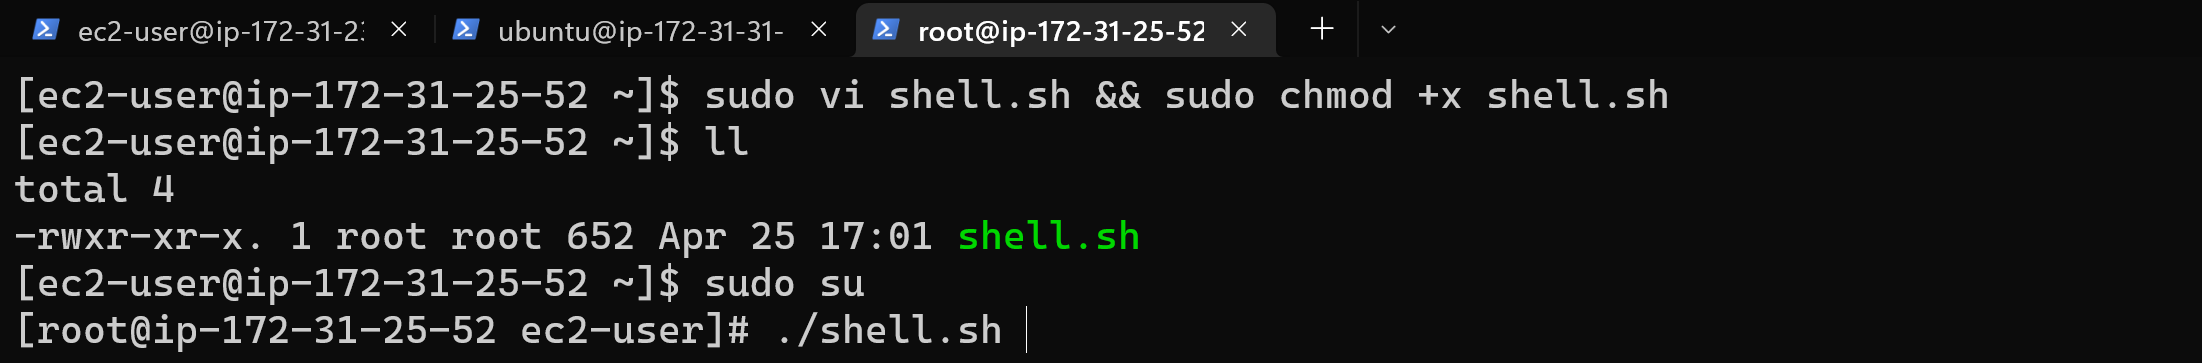 ec2-user@ip-172-31-23
ubuntu@ip-172-31-31-
root@ip-172-31-25-52
[ec2-user@ip-172-31-25-52 ~]$ sudo vi shell.sh && sudo chmod +x shell.sh
[ec2-user@ip-172-31-25-52 ~]$ ll
total 4
-rwxr-xr-x. 1 root root 652 Apr 25 17:01 shell.sh
[ec2-user@ip-172-31-25-52 ~]$ sudo su
[root@ip-172-31-25-52 ec2-user]# ./shell.sh